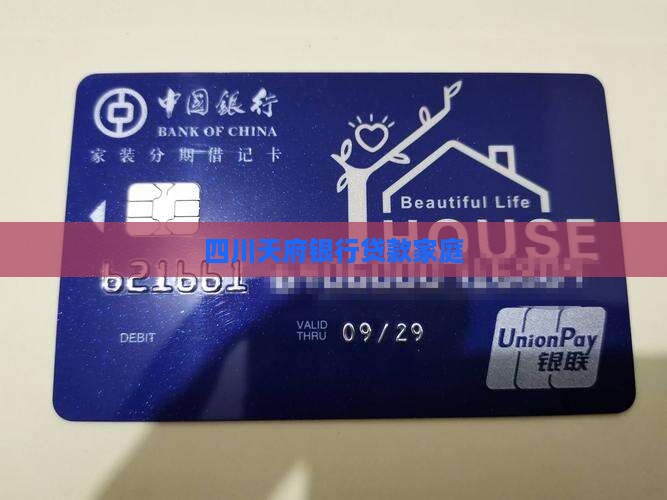 中国银行
BANK OF CHINA
家装分期借记卡
Beautiful Life
HOUSE
四川天府银行贷款家庭
621661
DEBIT
VALID
THRU
09/29
UnionPay
银联